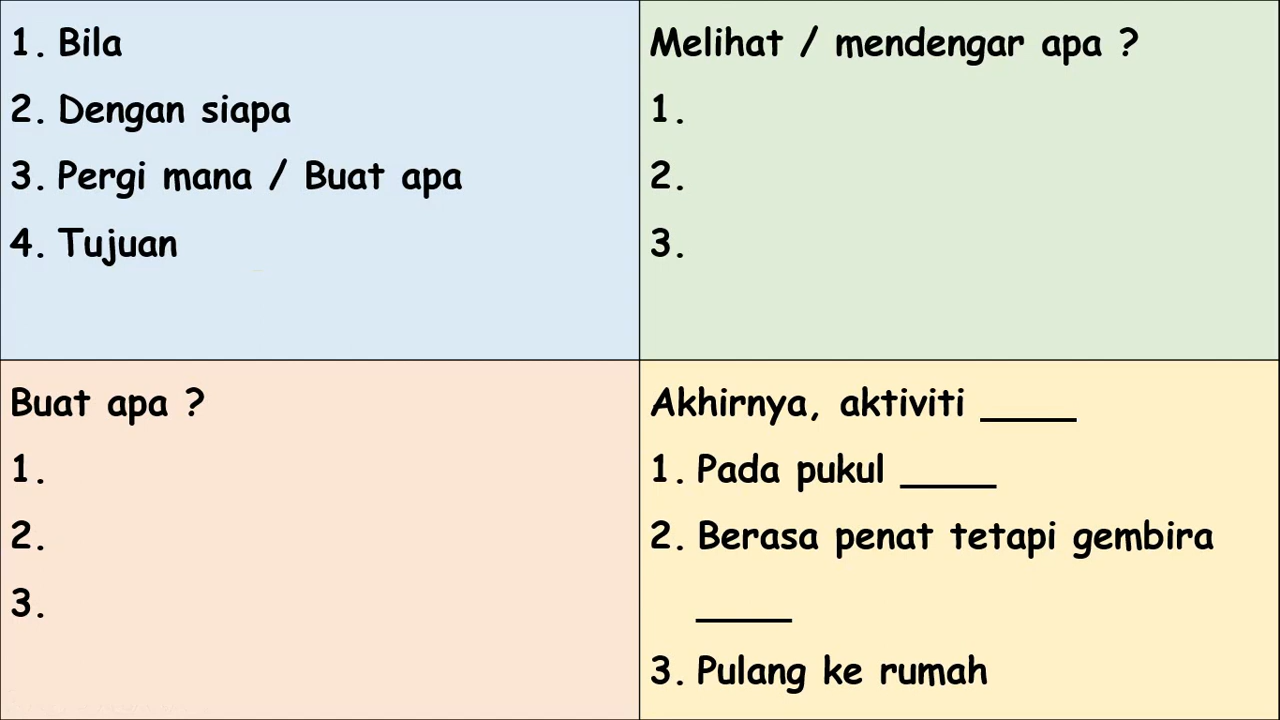 1. Bila
2. Dengan siapa
3. Pergi mana / Buat apa
4. Tujuan
Melihat / mendengar apa ?
1.
2.
3.
Buat apa ?
1.
2.
3.
Akhirnya, aktiviti ____
1. Pada pukul ____
2. Berasa penat tetapi gembira
____
3. Pulang ke rumah